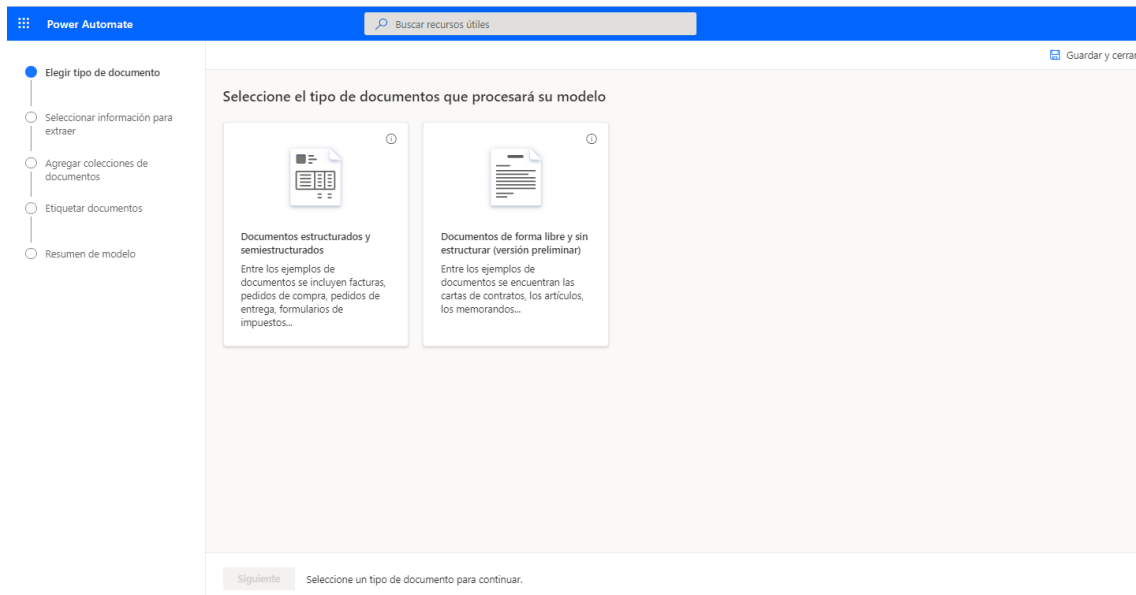 Power Automate
Buscar recursos útiles
Guardar y cerrar
Elegir tipo de documento
Seleccionar información para
extraer
Agregar colecciones de
documentos
Etiquetar documentos
Resumen de modelo
Seleccione el tipo de documentos que procesará su modelo
Documentos estructurados y
semiestructurados
Entre los ejemplos de
documentos se incluyen facturas,
pedidos de compra, pedidos de
entrega, formularios de
impuestos...
Documentos de forma libre y sin
estructurar (versión preliminar)
Entre los ejemplos de
documentos se encuentran las
cartas de contratos, los artículos,
los memorandos...
Siguiente
Seleccione un tipo de documento para continuar.